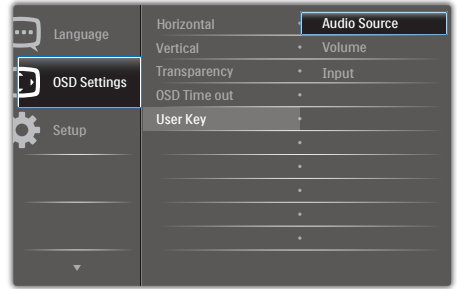 Language
OSD Settings
Setup
Horizontal
Vertical
Transparency
OSD Time out
User Key
Audio Source
Volume
Input